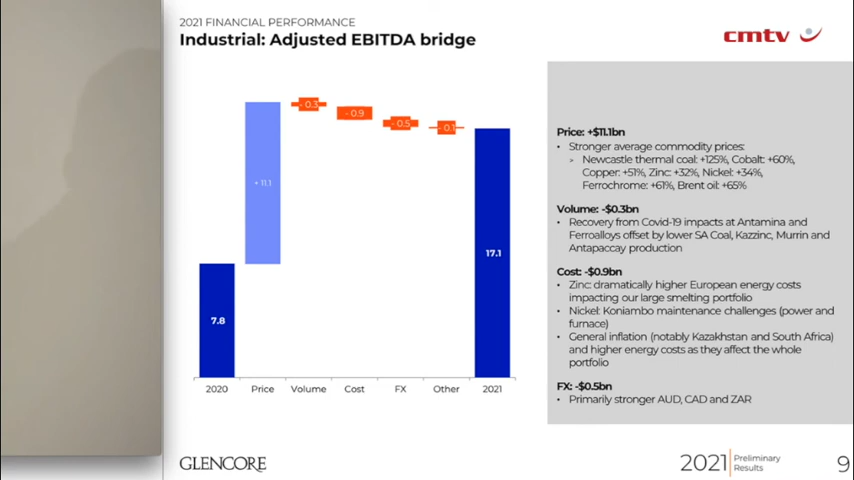 2021 FINANCIAL PERFORMANCE
Industrial: Adjusted EBITDA bridge
cmtv
- 0.3
- 0.9
- 0.5
- 0.1
+ 11.1
17.1
7.8
2020 Price Volume Cost FX Other 2021
Price: +$11.1bn
• Stronger average commodity prices:
> Newcastle thermal coal: +125%, Cobalt: +60%,
Copper: +51%, Zinc: +32%, Nickel: +34%,
Ferrochrome: +61%, Brent oil: +65%
Volume: -$0.3bn
• Recovery from Covid-19 impacts at Antamina and
Ferroalloys offset by lower SA Coal, Kazzinc, Murrin and
Antapaccay production
Cost: -$0.9bn
• Zinc: dramatically higher European energy costs
impacting our large smelting portfolio
• Nickel: Koniambo maintenance challenges (power and
furnace)
• General inflation (notably Kazakhstan and South Africa)
and higher energy costs as they affect the whole
portfolio
FX: -$0.5bn
• Primarily stronger AUD, CAD and ZAR
GLENCORE
2021 Preliminary
Results
9